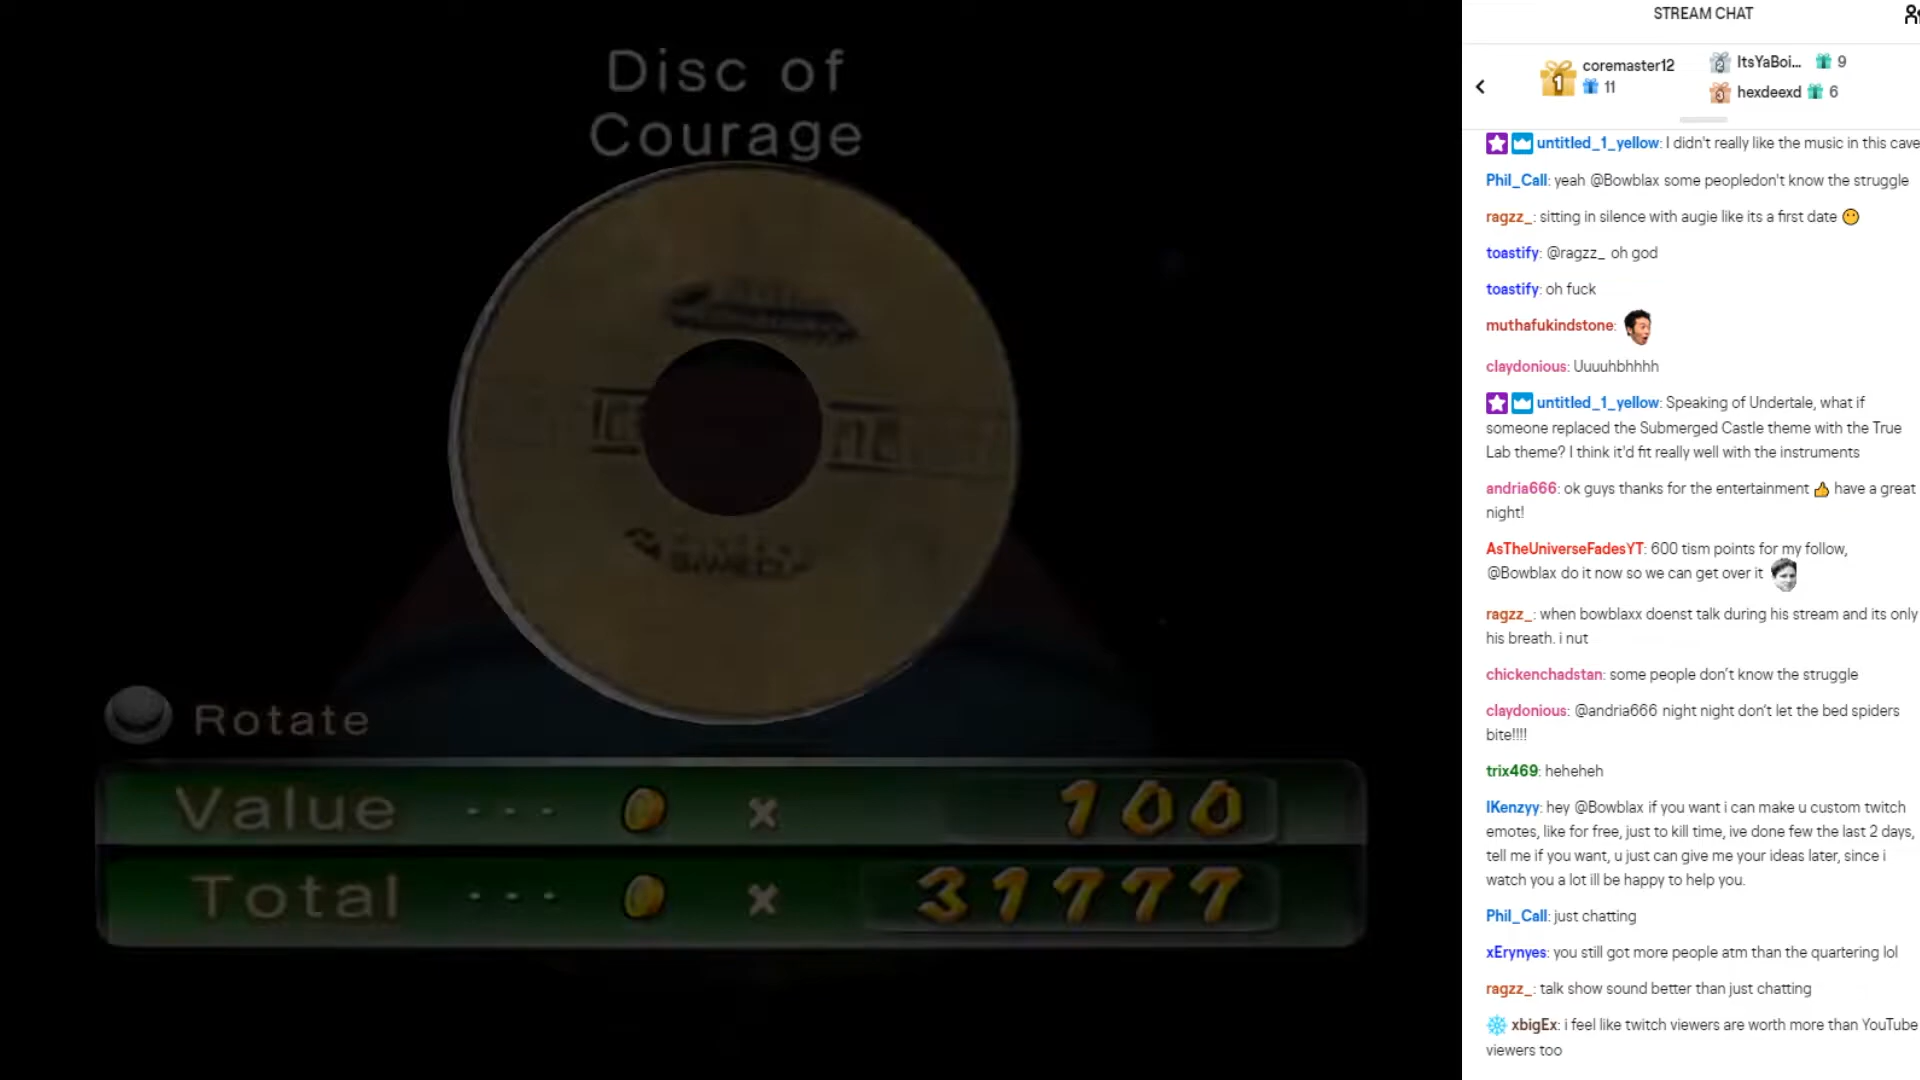 Disc of
Courage
Rotate
Value --- x 100
Total --- x 31777
STREAM CHAT
1 coremaster12
11
2 ItsYaBoi... 9
3 hexdeexd 6
untitled_1_yellow: I didn't really like the music in this cave
Phil_Call: yeah @Bowblax some peopledon't know the struggle
ragzz_: sitting in silence with augie like its a first date
toastify: @ragzz_ oh god
toastify: oh fuck
muthafukindstone:
claydonious: Uuuuhbhhhh
untitled_1_yellow: Speaking of Undertale, what if
someone replaced the Submerged Castle theme with the True
Lab theme? I think it'd fit really well with the instruments
andria666: ok guys thanks for the entertainment 👍 have a great
night!
AsTheUniverseFadesYT: 600 tism points for my follow,
@Bowblax do it now so we can get over it
ragzz_: when bowblaxx doenst talk during his stream and its only
his breath. i nut
chickenchadstan: some people don’t know the struggle
claydonious: @andria666 night night don’t let the bed spiders
bite!!!!
trix469: heheheh
IKenzyy: hey @Bowblax if you want i can make u custom twitch
emotes, like for free, just to kill time, ive done few the last 2 days,
tell me if you want, u just can give me your ideas later, since i
watch you a lot ill be happy to help you.
Phil_Call: just chatting
xErynyes: you still got more people atm than the quartering lol
ragzz_: talk show sound better than just chatting
xbigEx: i feel like twitch viewers are worth more than YouTube
viewers too